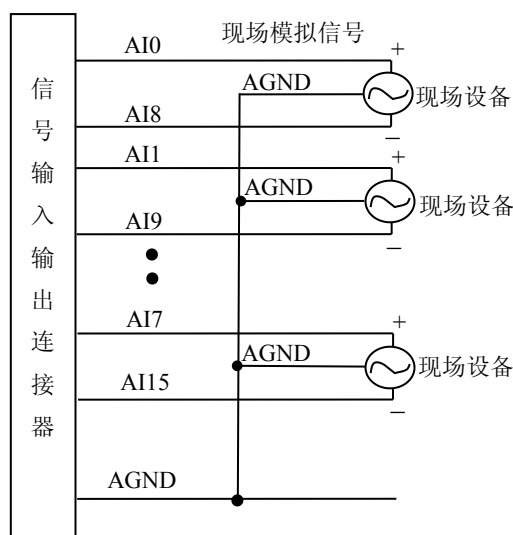 信号输入输出连接器
现场模拟信号
AI0
+
AGND
现场设备
AI8
−
AI1
+
AGND
现场设备
AI9
−
AI7
+
AGND
现场设备
AI15
−
AGND